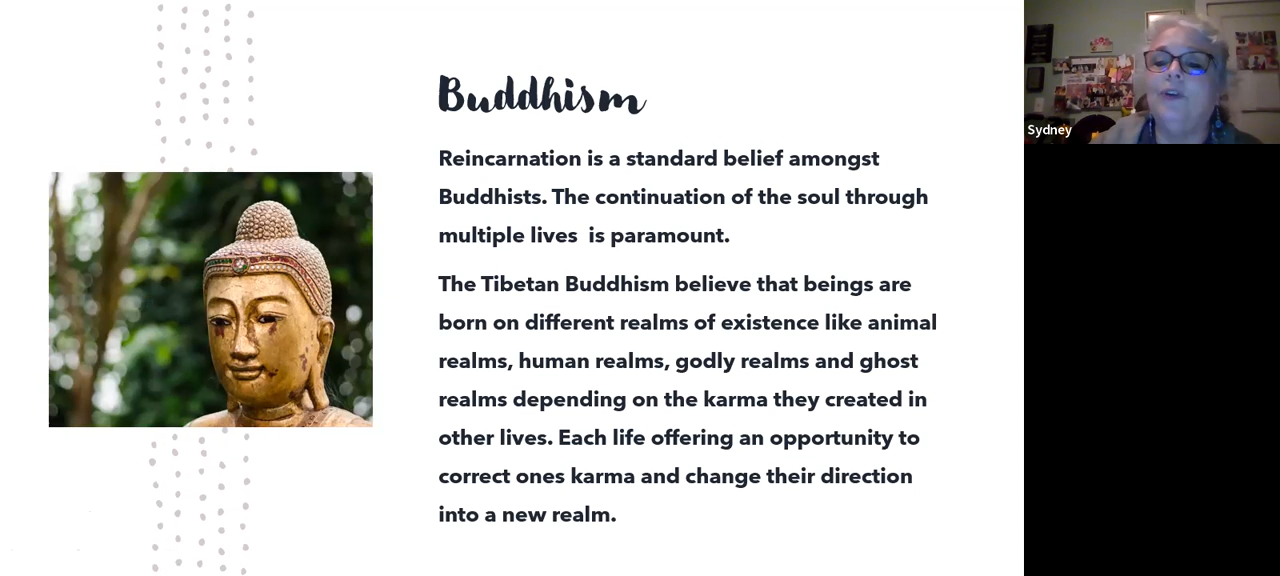 Buddhism
Reincarnation is a standard belief amongst
Buddhists. The continuation of the soul through
multiple lives  is paramount.
The Tibetan Buddhism believe that beings are
born on different realms of existence like animal
realms, human realms, godly realms and ghost
realms depending on the karma they created in
other lives. Each life offering an opportunity to
correct ones karma and change their direction
into a new realm.
Sydney